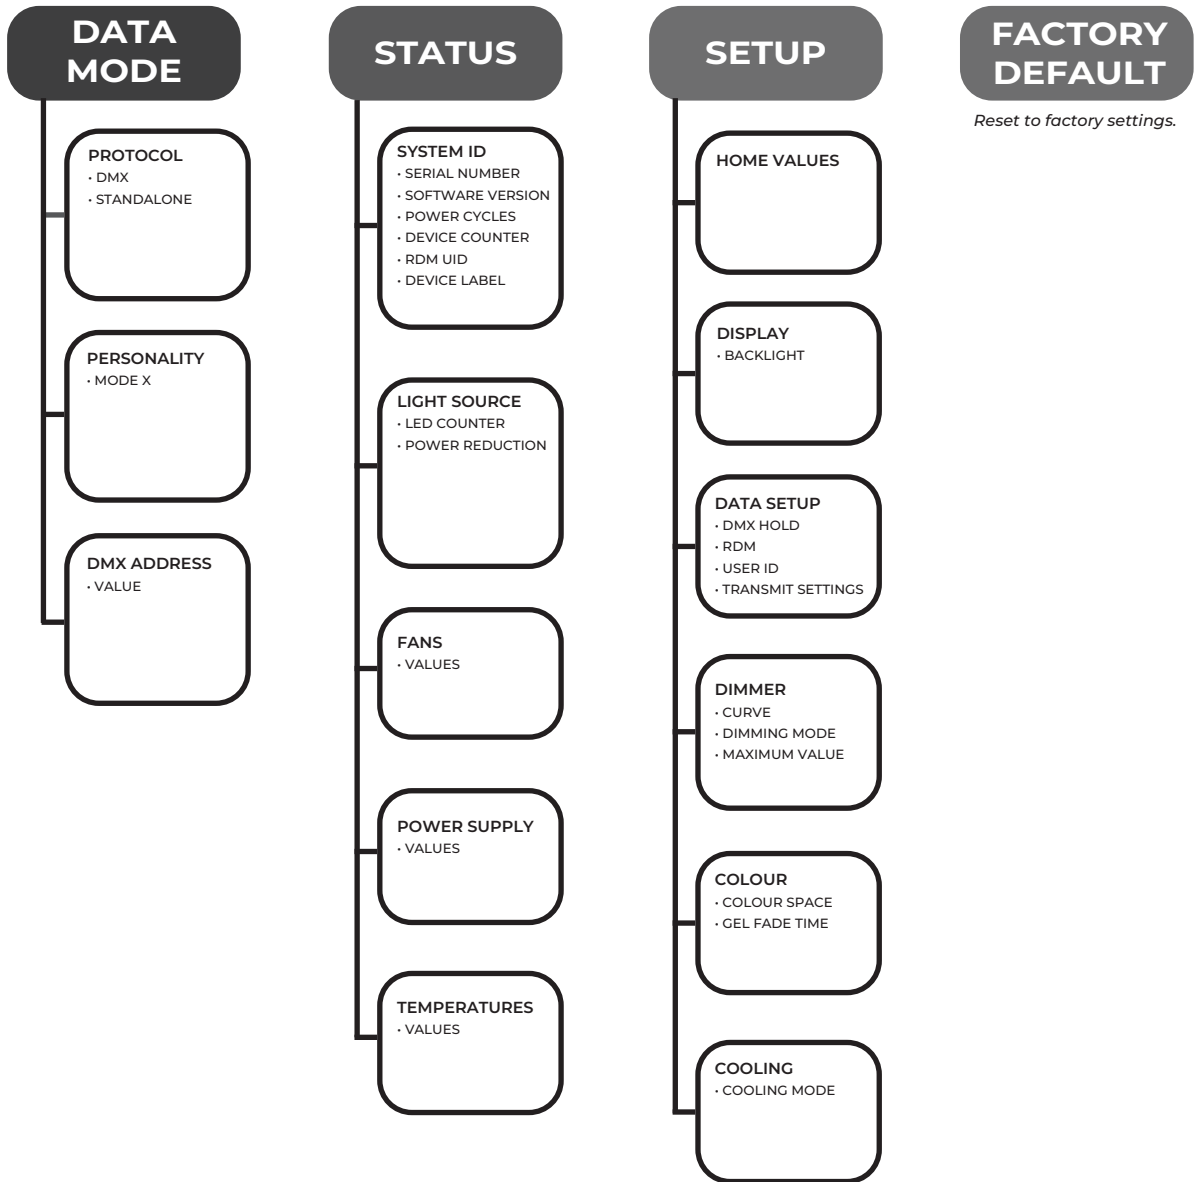 DATA
MODE
PROTOCOL
• DMX
• STANDALONE
PERSONALITY
• MODE X
DMX ADDRESS
• VALUE
STATUS
SYSTEM ID
• SERIAL NUMBER
• SOFTWARE VERSION
• POWER CYCLES
• DEVICE COUNTER
• RDM UID
• DEVICE LABEL
LIGHT SOURCE
• LED COUNTER
• POWER REDUCTION
FANS
• VALUES
POWER SUPPLY
• VALUES
TEMPERATURES
• VALUES
SETUP
HOME VALUES
DISPLAY
• BACKLIGHT
DATA SETUP
• DMX HOLD
• RDM
• USER ID
• TRANSMIT SETTINGS
DIMMER
• CURVE
• DIMMING MODE
• MAXIMUM VALUE
COLOUR
• COLOUR SPACE
• GEL FADE TIME
COOLING
• COOLING MODE
FACTORY
DEFAULT
Reset to factory settings.